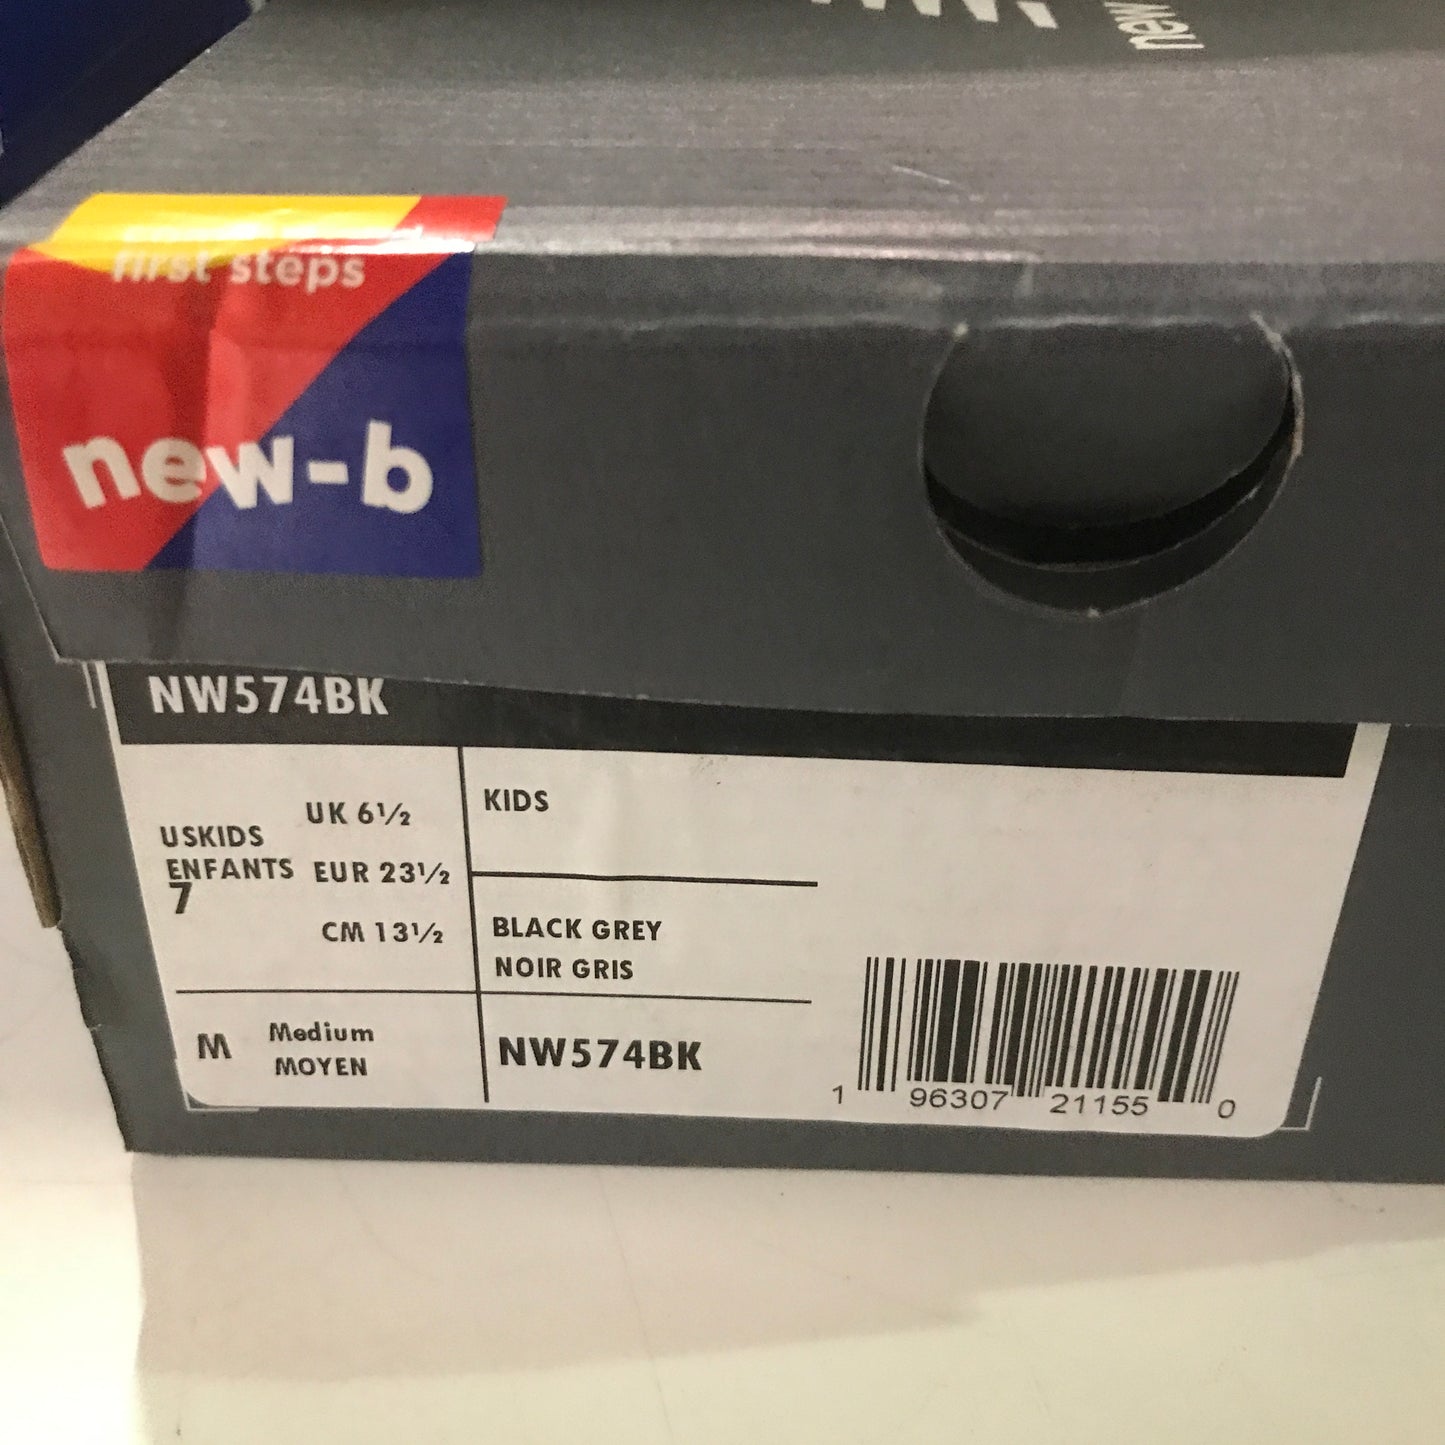 new
first steps
new-b
NW574BK
USKIDS
ENFANTS
7
UK 6½
EUR 23½
CM 13½
KIDS
BLACK GREY
NOIR GRIS
M
Medium
MOYEN
NW574BK
1 96307 21155 0